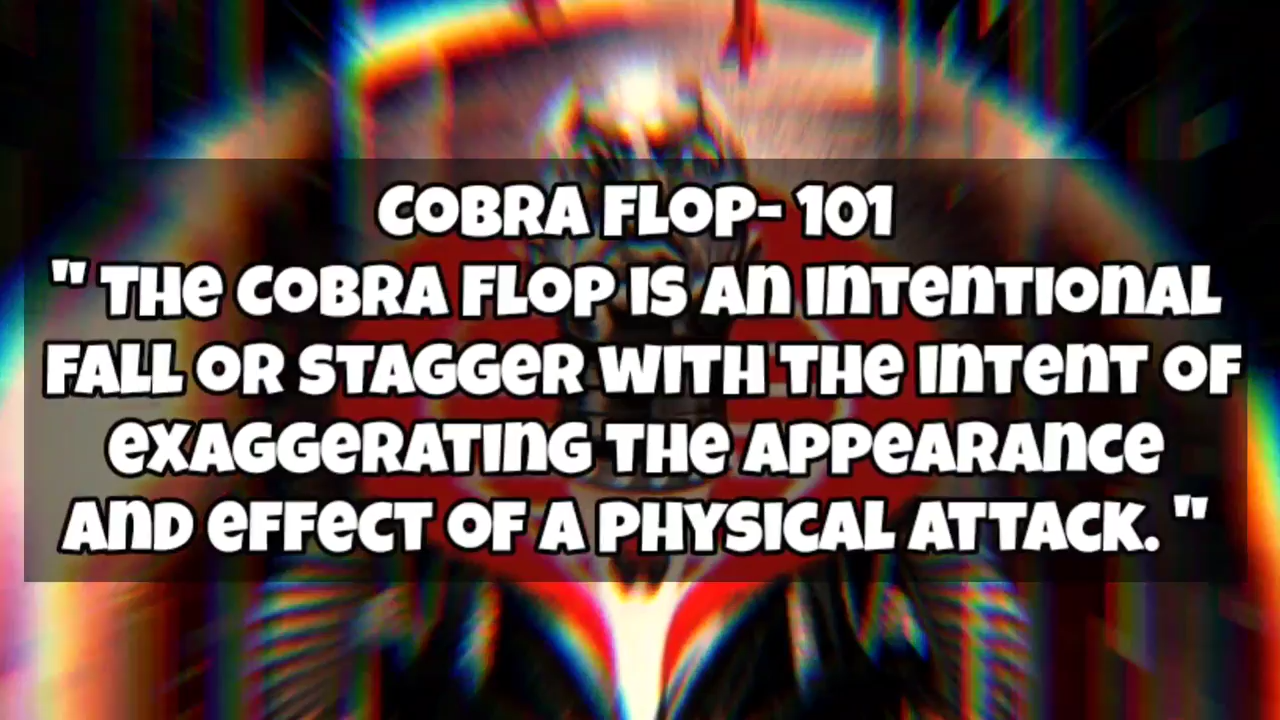 COBRA FLOP- 101
" THE COBRA FLOP IS AN INTENTIONAL
FALL OR STAGGER WITH THE INTENT OF
EXAGGERATING THE APPEARANCE
AND EFFECT OF A PHYSICAL ATTACK. "